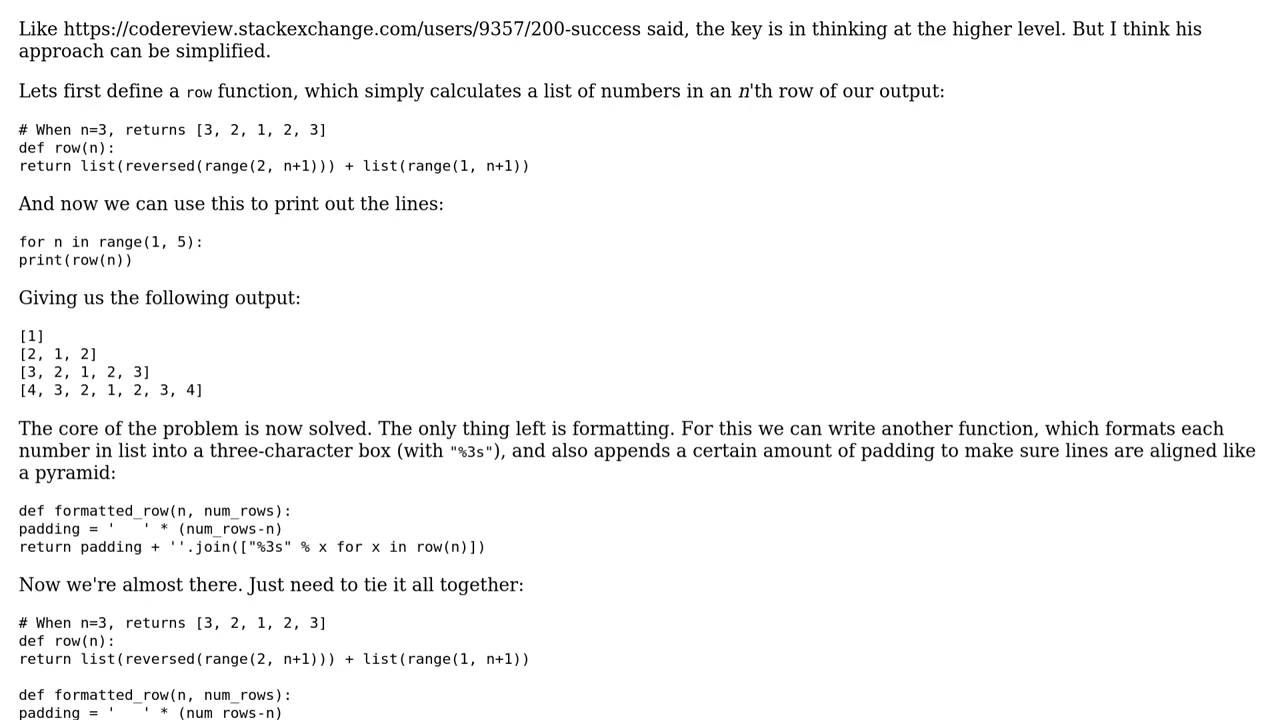 Like https://codereview.stackexchange.com/users/9357/200-success said, the key is in thinking at the higher level. But I think his
approach can be simplified.
Lets first define a row function, which simply calculates a list of numbers in an n'th row of our output:
# When n=3, returns [3, 2, 1, 2, 3]
def row(n):
return list(reversed(range(2, n+1))) + list(range(1, n+1))
And now we can use this to print out the lines:
for n in range(1, 5):
print(row(n))
Giving us the following output:
[1]
[2, 1, 2]
[3, 2, 1, 2, 3]
[4, 3, 2, 1, 2, 3, 4]
The core of the problem is now solved. The only thing left is formatting. For this we can write another function, which formats each
number in list into a three-character box (with "%3s"), and also appends a certain amount of padding to make sure lines are aligned like
a pyramid:
def formatted_row(n, num_rows):
padding = '   ' * (num_rows-n)
return padding + ''.join(["%3s" % x for x in row(n)])
Now we're almost there. Just need to tie it all together:
# When n=3, returns [3, 2, 1, 2, 3]
def row(n):
return list(reversed(range(2, n+1))) + list(range(1, n+1))
def formatted_row(n, num_rows):
padding = '   ' * (num_rows-n)